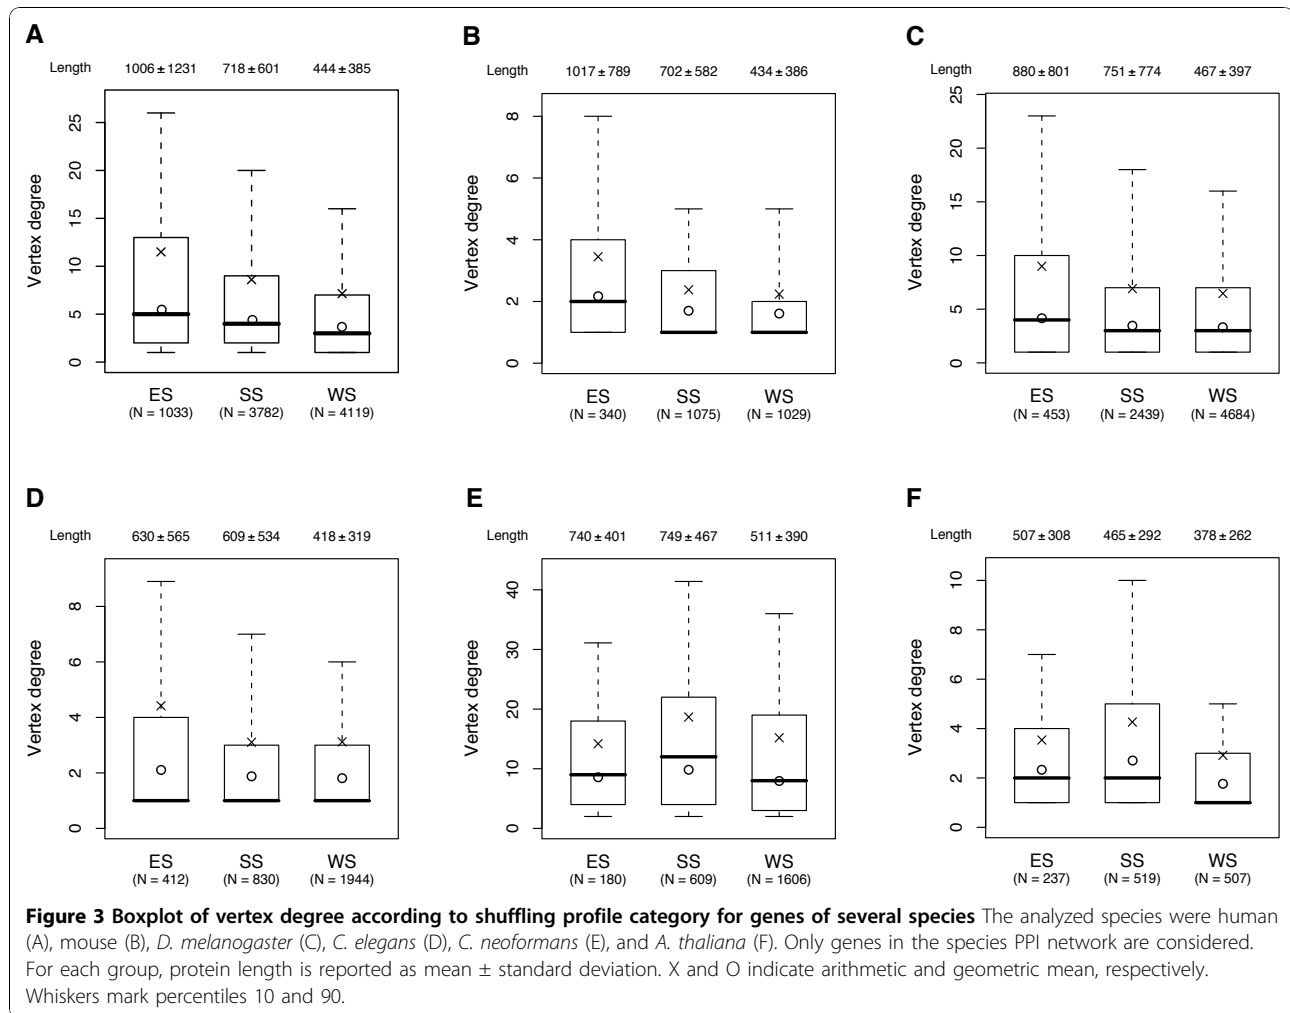 A
Length 1006 ± 1231 718 ± 601 444 ± 385
Vertex degree
0 5 10 15 20 25
ES SS WS
(N = 1033) (N = 3782) (N = 4119)
B
1017 ± 789 702 ± 582 434 ± 386
Vertex degree
0 2 4 6 8
ES SS WS
(N = 340) (N = 1075) (N = 1029)
C
Length 880 ± 801 751 ± 774 467 ± 397
Vertex degree
0 5 10 15 20 25
ES SS WS
(N = 453) (N = 2439) (N = 4684)
D
Length 630 ± 565 609 ± 534 418 ± 319
Vertex degree
0 2 4 6 8
ES SS WS
(N = 412) (N = 830) (N = 1944)
E
740 ± 401 749 ± 467 511 ± 390
Vertex degree
0 10 20 30 40
ES SS WS
(N = 180) (N = 609) (N = 1606)
F
Length 507 ± 308 465 ± 292 378 ± 262
Vertex degree
0 2 4 6 8 10
ES SS WS
(N = 237) (N = 519) (N = 507)
Figure 3 Boxplot of vertex degree according to shuffling profile category for genes of several species The analyzed species were human
(A), mouse (B), D. melanogaster (C), C. elegans (D), C. neoformans (E), and A. thaliana (F). Only genes in the species PPI network are considered.
For each group, protein length is reported as mean ± standard deviation. X and O indicate arithmetic and geometric mean, respectively.
Whiskers mark percentiles 10 and 90.